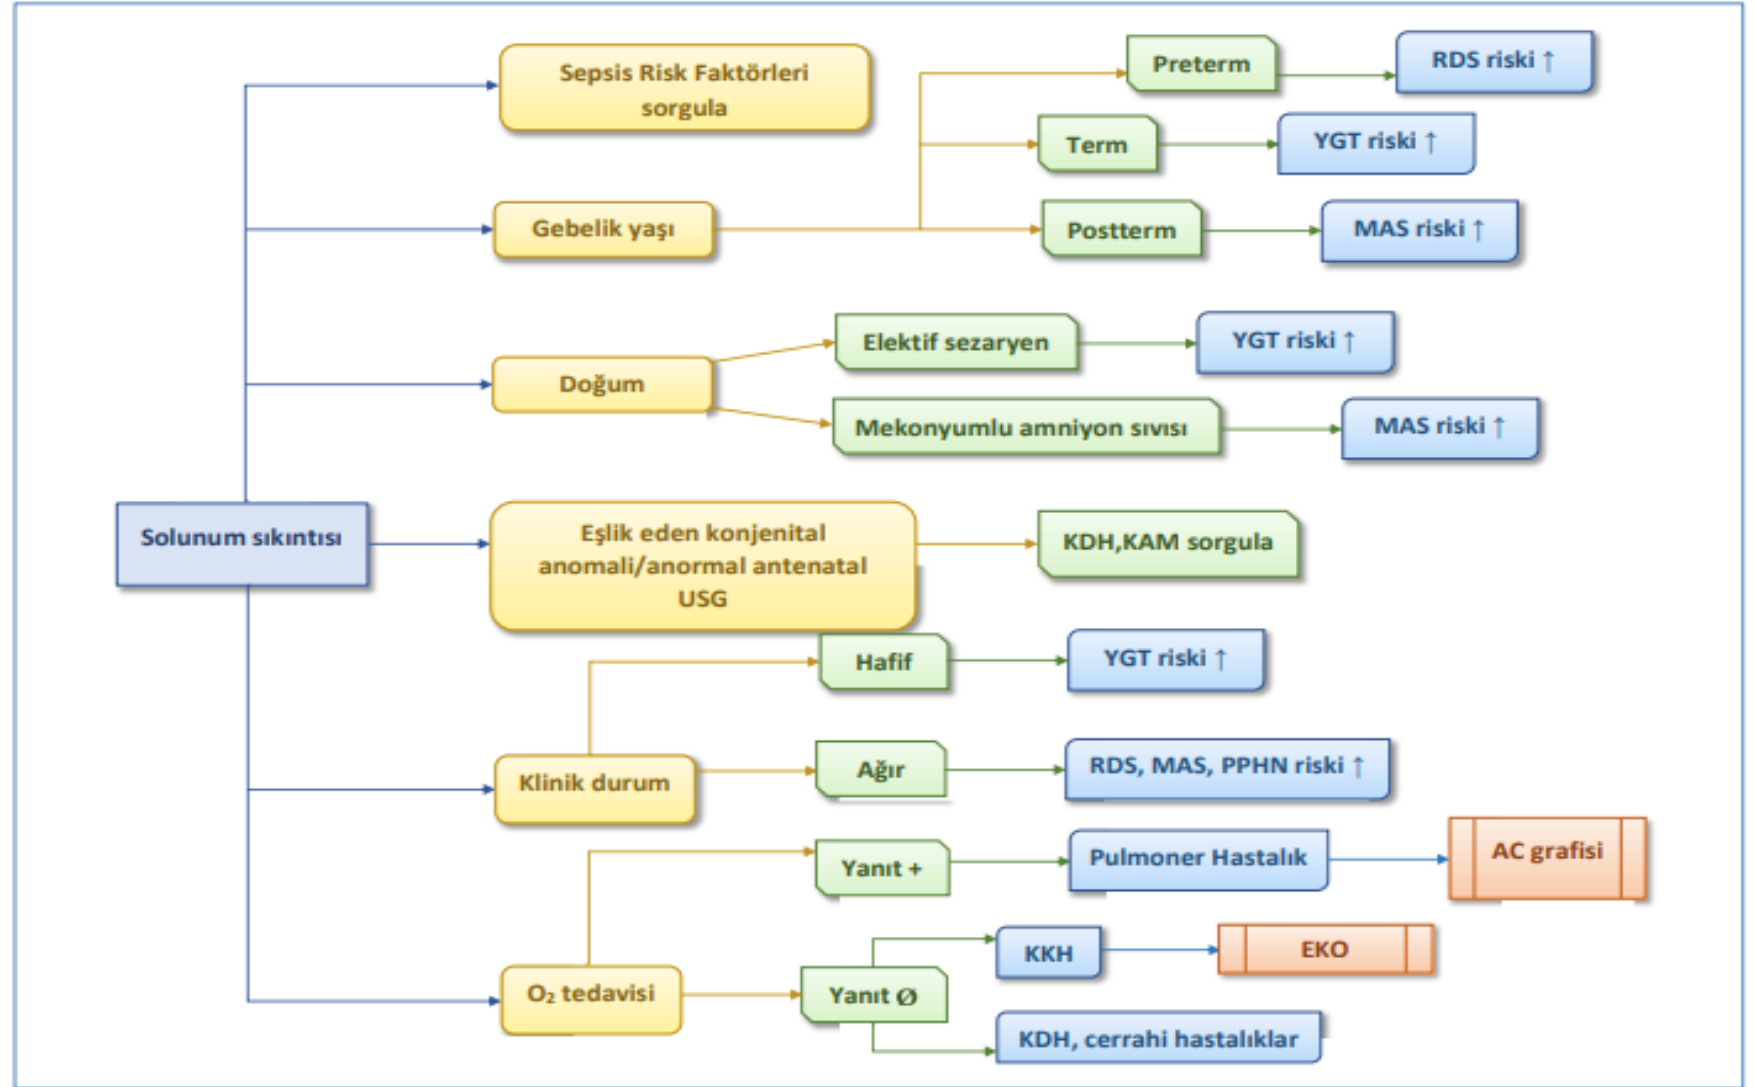 Sepsis Risk Faktörleri
sorgula
Preterm
RDS riski ↑
Term
YGT riski ↑
Gebelik yaşı
Postterm
MAS riski ↑
Doğum
Elektif sezaryen
YGT riski ↑
Mekonyumlu amniyon sıvısı
MAS riski ↑
Solunum sıkıntısı
Eşlik eden konjenital
anomali/anormal antenatal
USG
KDH,KAM sorgula
Klinik durum
Hafif
YGT riski ↑
Ağır
RDS, MAS, PPHN riski ↑
O₂ tedavisi
Yanıt +
Pulmoner Hastalık
AC grafisi
Yanıt Ø
KKH
EKO
KDH, cerrahi hastalıklar